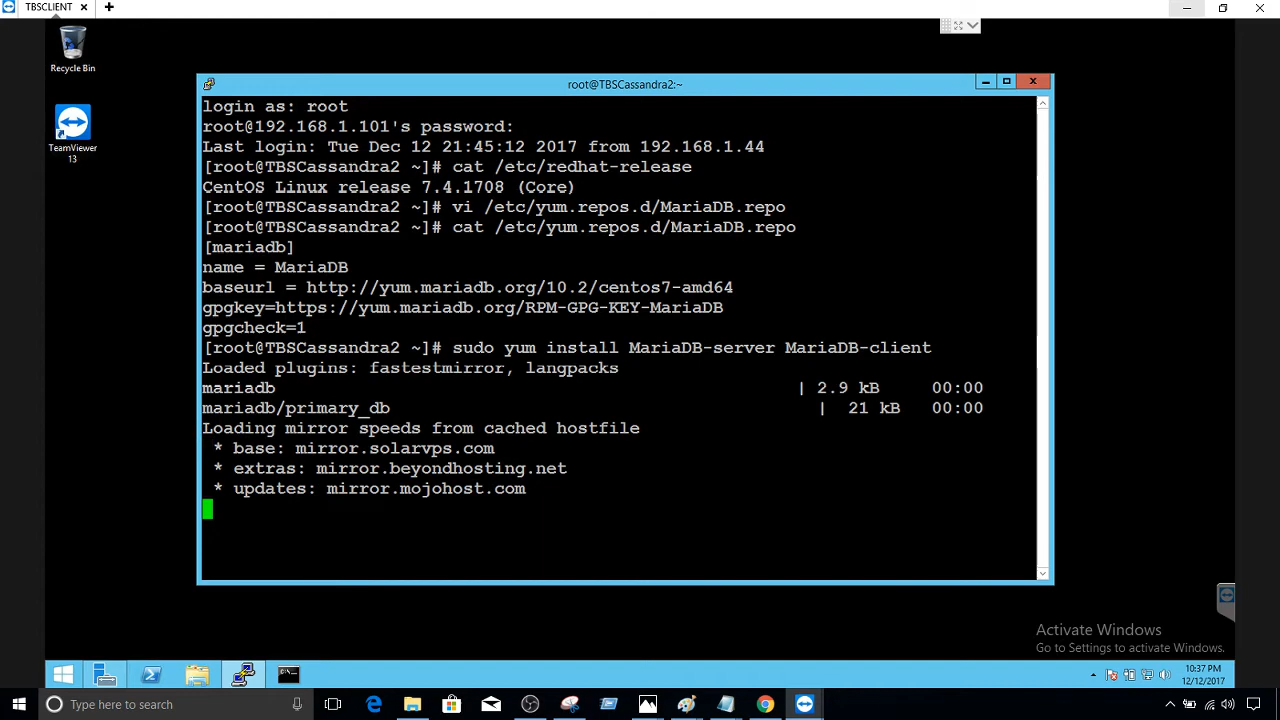 TBSCLIENT
Recycle Bin
TeamViewer
13
root@TBSCassandra2:~
login as: root
root@192.168.1.101's password:
Last login: Tue Dec 12 21:45:12 2017 from 192.168.1.44
[root@TBSCassandra2 ~]# cat /etc/redhat-release
CentOS Linux release 7.4.1708 (Core)
[root@TBSCassandra2 ~]# vi /etc/yum.repos.d/MariaDB.repo
[root@TBSCassandra2 ~]# cat /etc/yum.repos.d/MariaDB.repo
[mariadb]
name = MariaDB
baseurl = http://yum.mariadb.org/10.2/centos7-amd64
gpgkey=https://yum.mariadb.org/RPM-GPG-KEY-MariaDB
gpgcheck=1
[root@TBSCassandra2 ~]# sudo yum install MariaDB-server MariaDB-client
Loaded plugins: fastestmirror, langpacks
mariadb | 2.9 kB 00:00
mariadb/primary_db | 21 kB 00:00
Loading mirror speeds from cached hostfile
* base: mirror.solarvps.com
* extras: mirror.beyondhosting.net
* updates: mirror.mojohost.com
Activate Windows
Go to Settings to activate Windows.
10:37 PM
12/12/2017
Type here to search
10:37 PM
12/12/2017